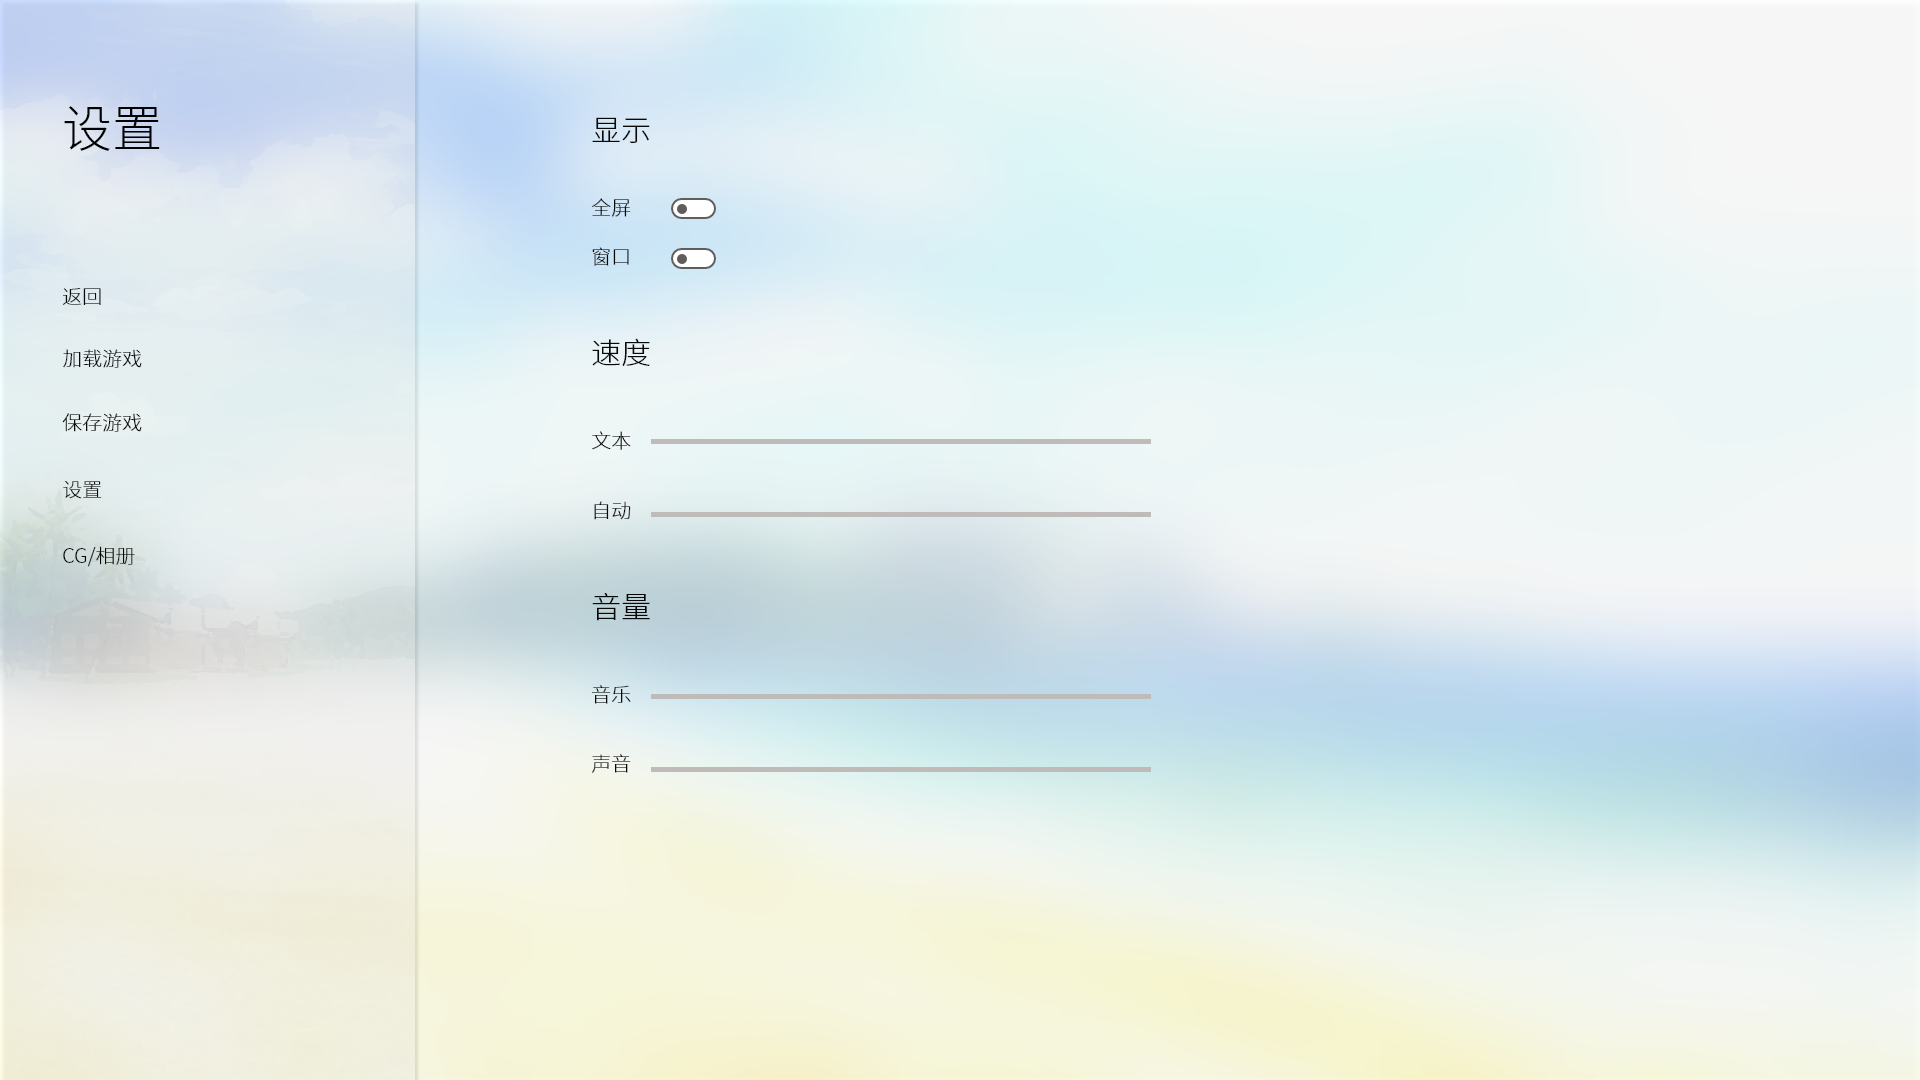 设置
返回
加载游戏
保存游戏
设置
CG/相册
显示
全屏
窗口
速度
文本
自动
音量
音乐
声音